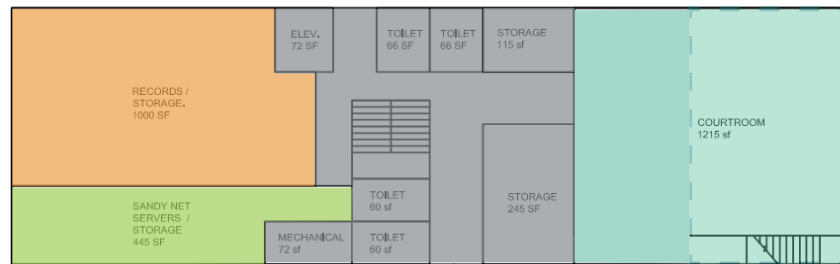 ELEV.
72 SF
TOILET
66 SF
TOILET
66 SF
STORAGE
115 sf
RECORDS /
STORAGE.
1000 SF
COURTROOM
1215 sf
SANDY NET
SERVERS /
STORAGE
445 SF
TOILET
60 sf
STORAGE
245 SF
MECHANICAL
72 sf
TOILET
60 sf